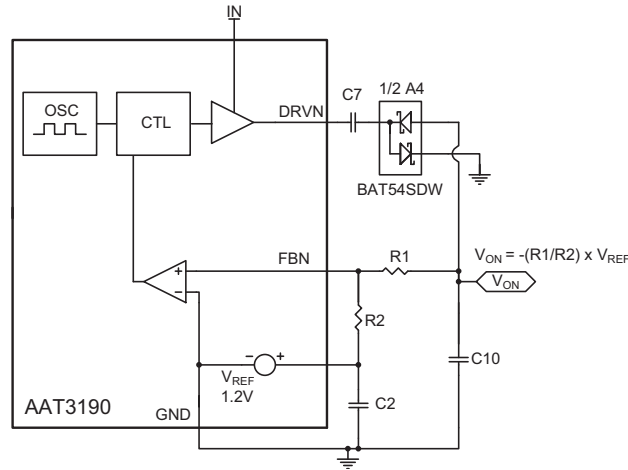 IN
OSC
CTL
DRVN
C7
1/2 A4
BAT54SDW
FBN
R1
V_ON = -(R1/R2) x V_REF
V_ON
+
−
R2
− +
V_REF
1.2V
C2
C10
AAT3190
GND